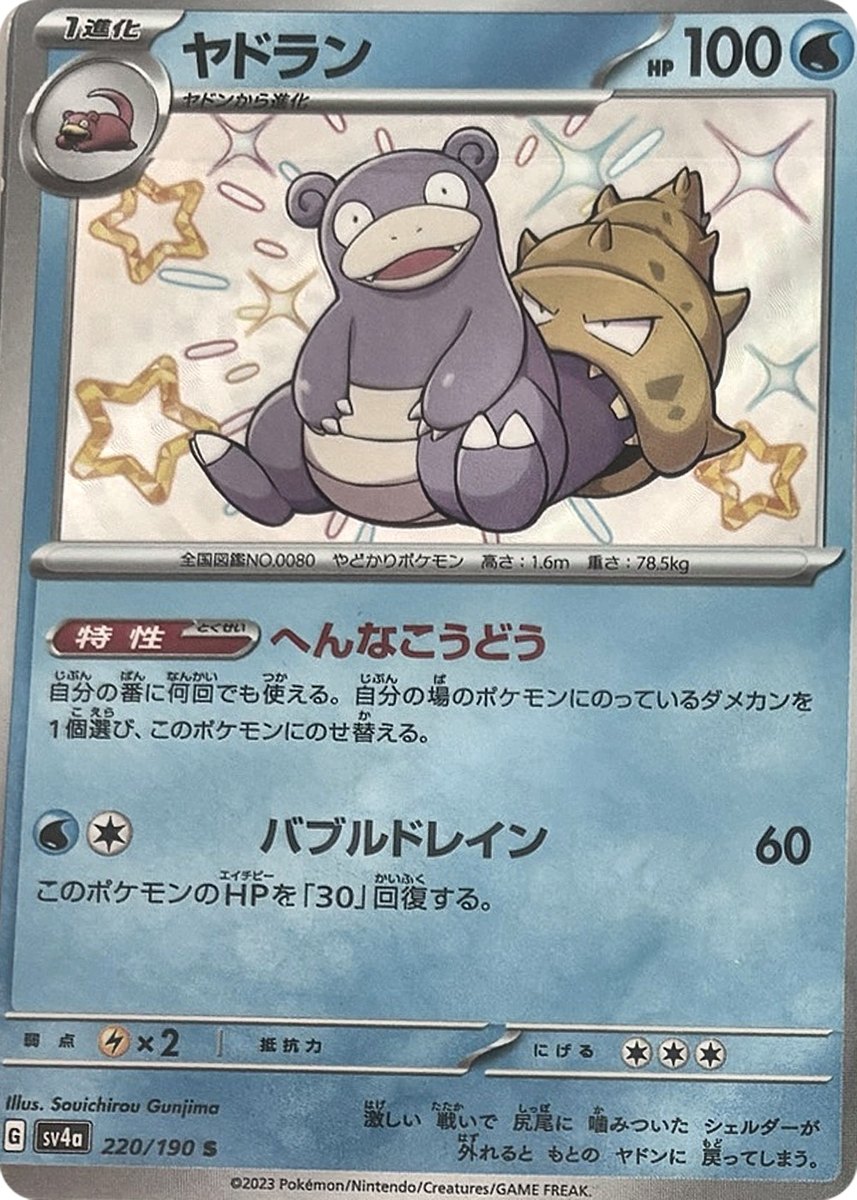 1進化
ヤドラン
HP 100
ヤドンから進化
全国図鑑NO.0080 やどかりポケモン 高さ:1.6m 重さ:78.5kg
特性 とくせい へんなこうどう
自分の番に何回でも使える。自分の場のポケモンにのっているダメカンを
1個選び、このポケモンにのせ替える。
バブルドレイン 60
このポケモンのHPを「30」回復する。
弱点 ×2 抵抗力 にげる
Illus. Souichirou Gunjima
G sv4a 220/190 S
激しい 戦いで 尻尾に 噛みついた シェルダーが
外れると もとの ヤドンに 戻ってしまう。
©2023 Pokémon/Nintendo/Creatures/GAME FREAK.